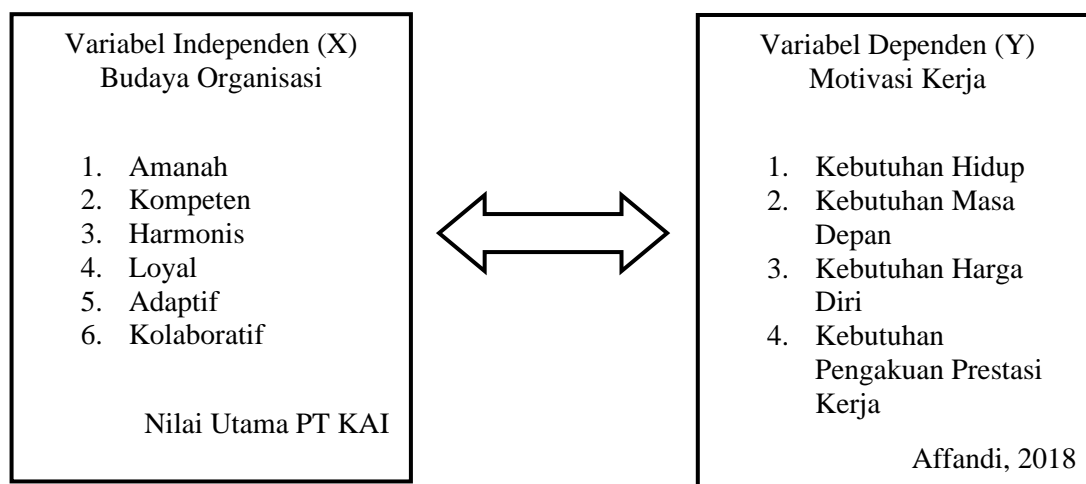 Variabel Independen (X)
Budaya Organisasi
1. Amanah
2. Kompeten
3. Harmonis
4. Loyal
5. Adaptif
6. Kolaboratif
Nilai Utama PT KAI
Variabel Dependen (Y)
Motivasi Kerja
1. Kebutuhan Hidup
2. Kebutuhan Masa
Depan
3. Kebutuhan Harga
Diri
4. Kebutuhan
Pengakuan Prestasi
Kerja
Affandi, 2018